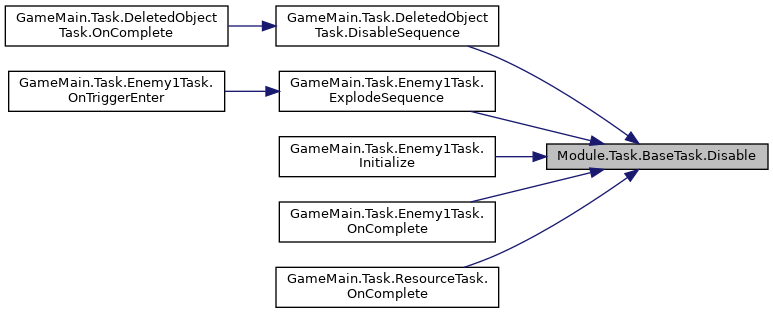 GameMain.Task.DeletedObject
Task.OnComplete
GameMain.Task.DeletedObject
Task.DisableSequence
GameMain.Task.Enemy1Task.
OnTriggerEnter
GameMain.Task.Enemy1Task.
ExplodeSequence
GameMain.Task.Enemy1Task.
Initialize
Module.Task.BaseTask.Disable
GameMain.Task.Enemy1Task.
OnComplete
GameMain.Task.ResourceTask.
OnComplete